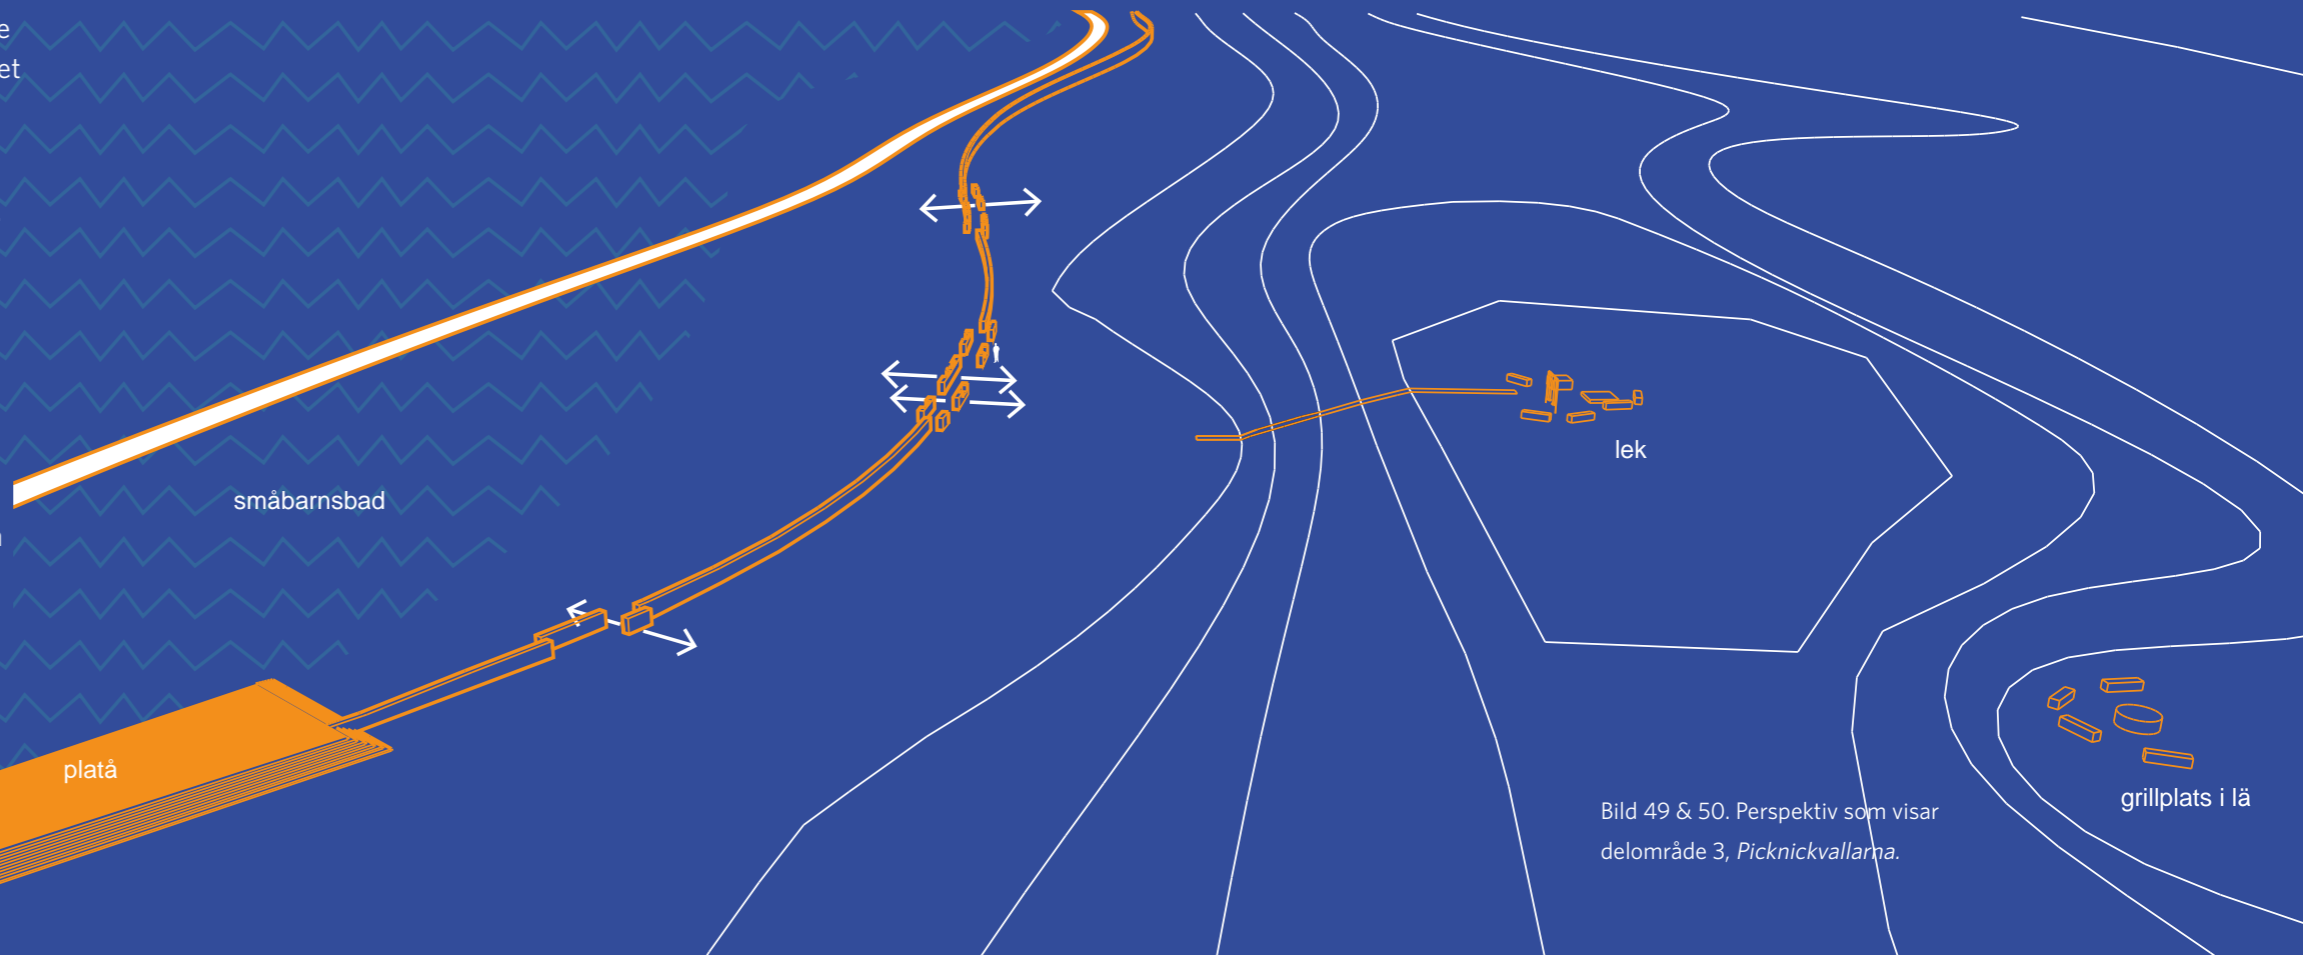 småbarnsbad
lek
platå
grillplats i lä
Bild 49 & 50. Perspektiv som visar
delområde 3, Picknickvallarna.